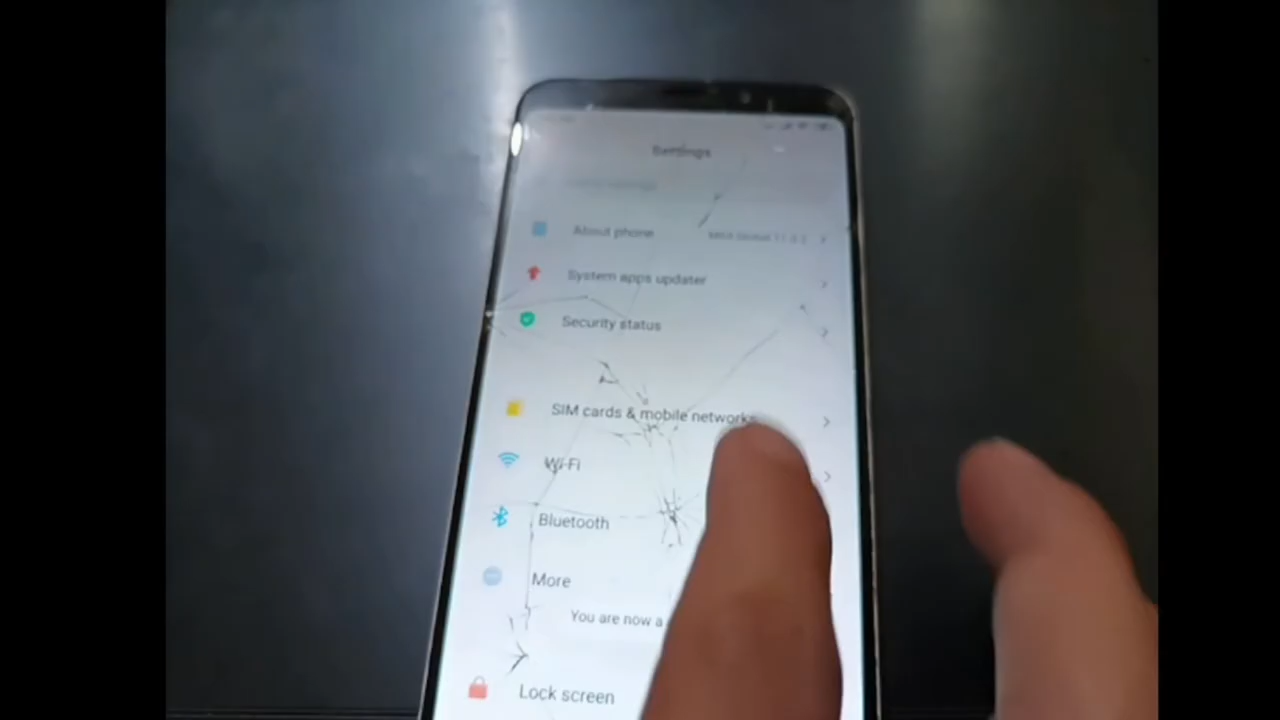 Settings
About phone
System apps updater
Security status
SIM cards & mobile networks
Wi-Fi
Bluetooth
More
You are now a
Lock screen